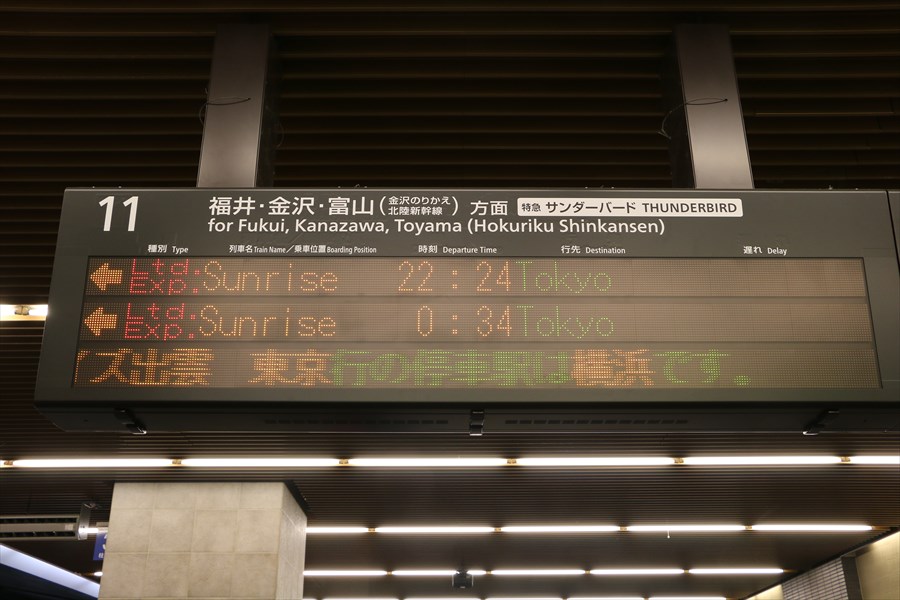 11
福井・金沢・富山(金沢のりかえ 北陸新幹線) 方面 特急 サンダーバード THUNDERBIRD
for Fukui, Kanazawa, Toyama (Hokuriku Shinkansen)
種別 Type 列車名 Train Name/乗車位置 Boarding Position 時刻 Departure Time 行先 Destination 遅れ Delay
← Ltd. Exp. Sunrise 22:24 Tokyo
← Ltd. Exp. Sunrise 0:34 Tokyo
ズ出雲 東京行の停車駅は横浜です。